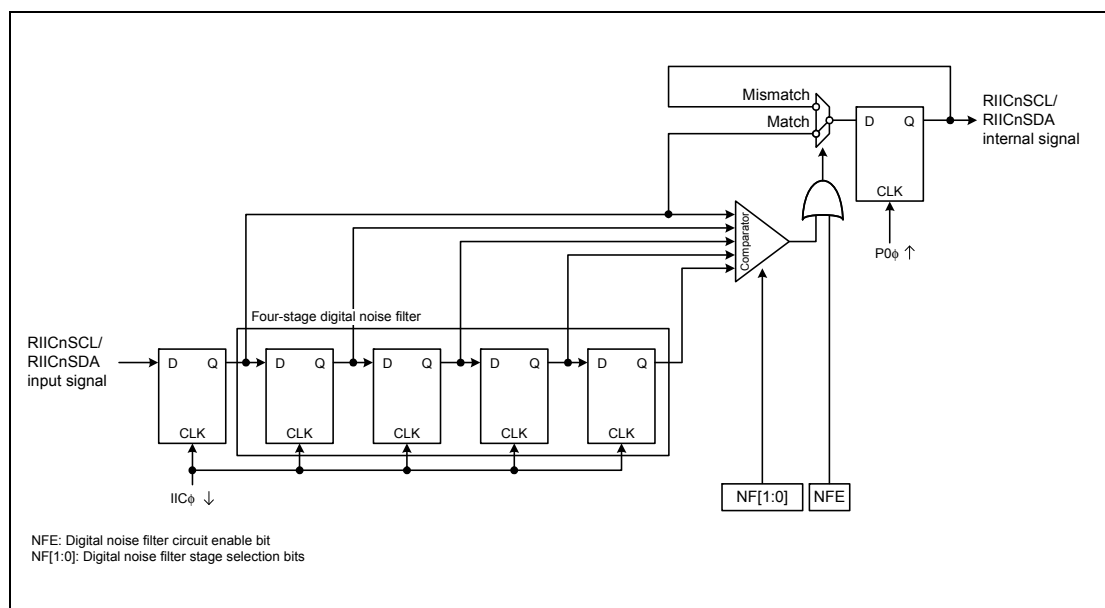 Mismatch
Match
D Q
CLK
RIICnSCL/
RIICnSDA
internal signal
P0ϕ ↑
Comparator
Four-stage digital noise filter
RIICnSCL/
RIICnSDA
input signal
D Q
CLK
D Q
CLK
D Q
CLK
D Q
CLK
D Q
CLK
IICϕ ↓
NF[1:0]
NFE
NFE: Digital noise filter circuit enable bit
NF[1:0]: Digital noise filter stage selection bits